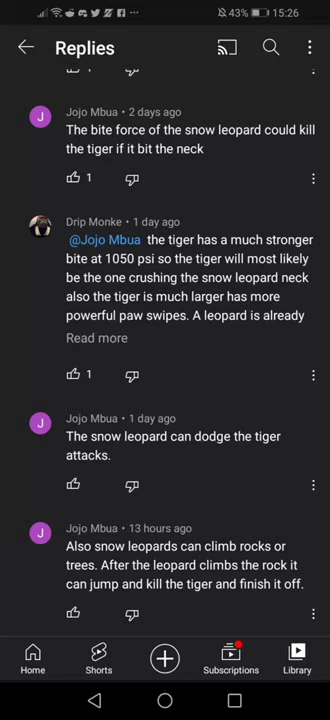 43% 15:26
Replies
Jojo Mbua • 2 days ago
The bite force of the snow leopard could kill
the tiger if it bit the neck
1
Drip Monke • 1 day ago
@Jojo Mbua the tiger has a much stronger
bite at 1050 psi so the tiger will most likely
be the one crushing the snow leopard neck
also the tiger is much larger has more
powerful paw swipes. A leopard is already
Read more
1
Jojo Mbua • 1 day ago
The snow leopard can dodge the tiger
attacks.
Jojo Mbua • 13 hours ago
Also snow leopards can climb rocks or
trees. After the leopard climbs the rock it
can jump and kill the tiger and finish it off.
Home Shorts Subscriptions Library